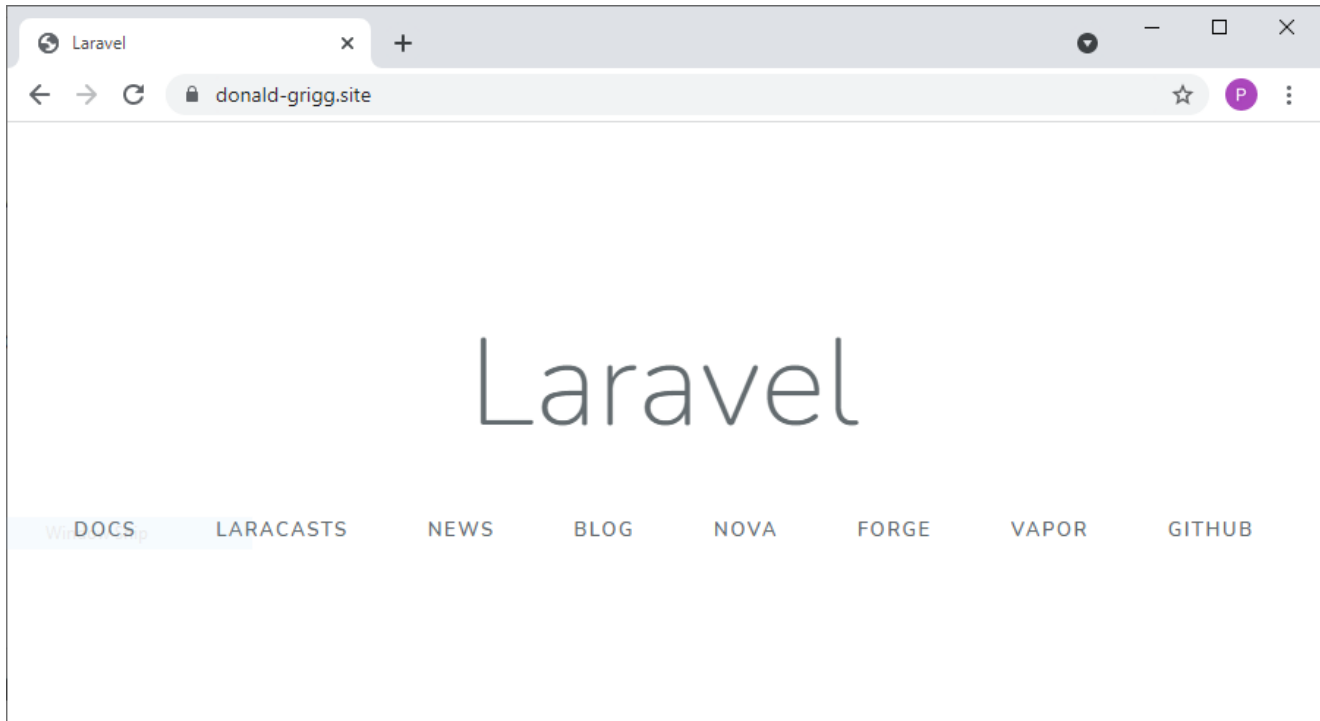 Laravel
donald-grigg.site
P
Laravel
DOCS LARACASTS NEWS BLOG NOVA FORGE VAPOR GITHUB